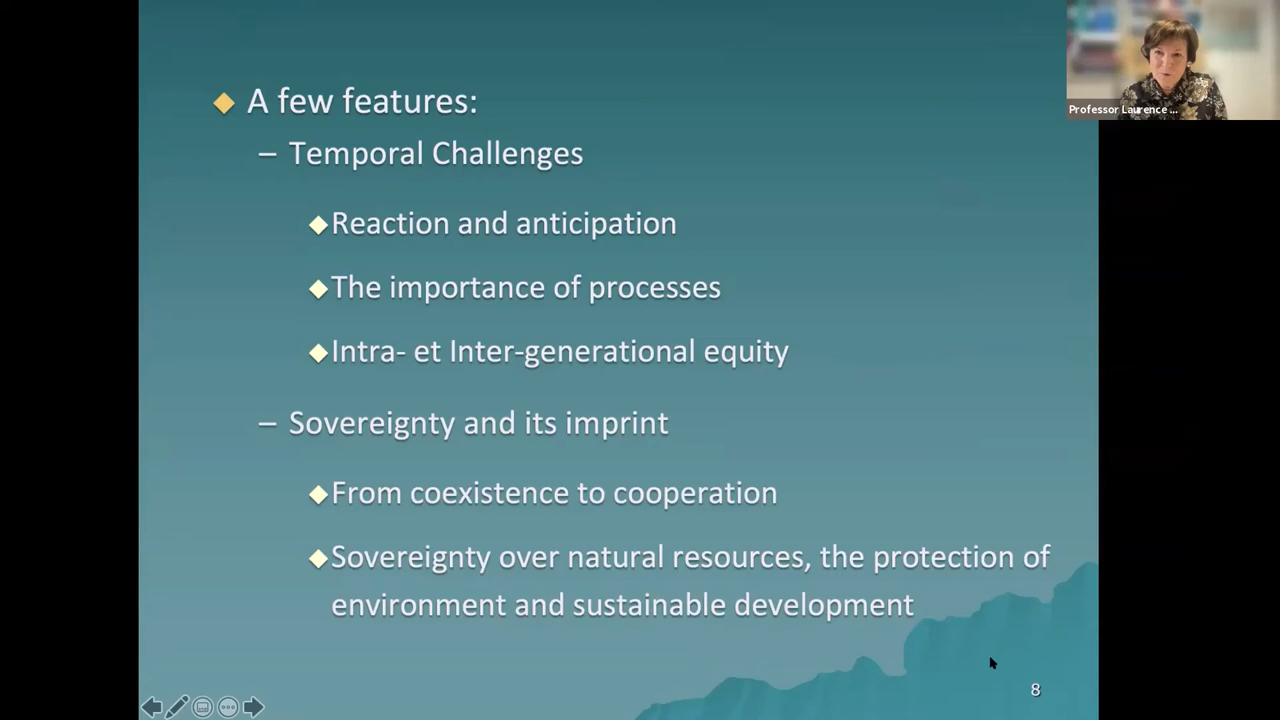 Professor Laurence ...
A few features:
– Temporal Challenges
Reaction and anticipation
The importance of processes
Intra- et Inter-generational equity
– Sovereignty and its imprint
From coexistence to cooperation
Sovereignty over natural resources, the protection of
environment and sustainable development
8